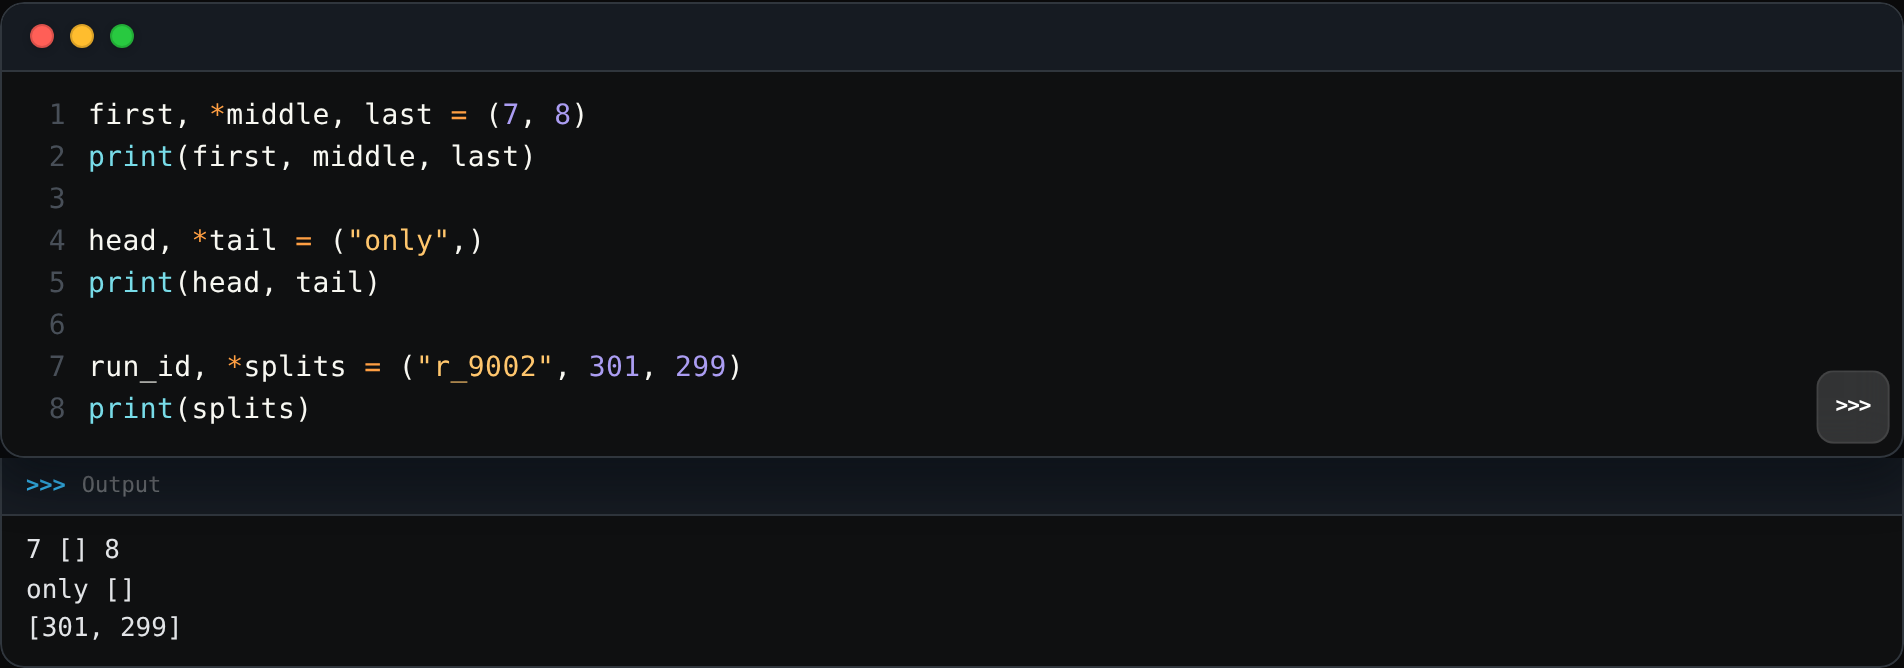 1 first, *middle, last = (7, 8)
2 print(first, middle, last)
3
4 head, *tail = ("only",)
5 print(head, tail)
6
7 run_id, *splits = ("r_9002", 301, 299)
8 print(splits)
>>>
>>> Output
7 [] 8
only []
[301, 299]